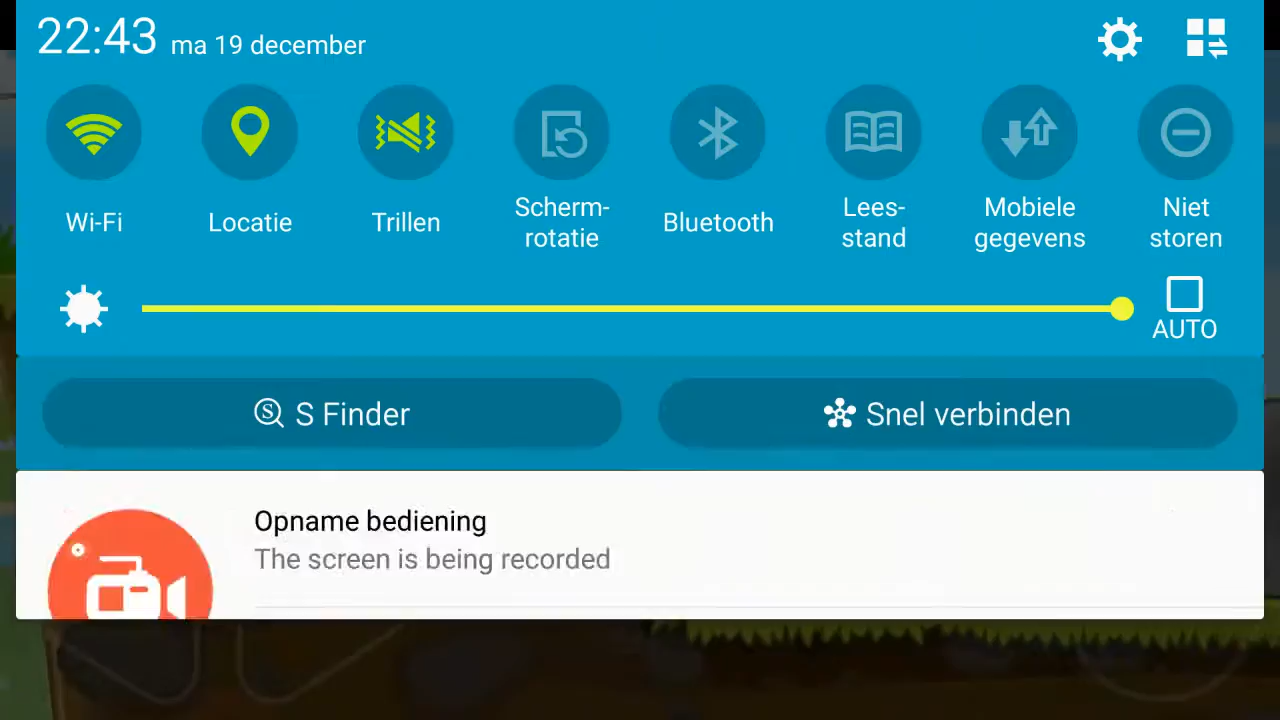 22:43 ma 19 december
Wi-Fi
Locatie
Trillen
Scherm-
rotatie
Bluetooth
Lees-
stand
Mobiele
gegevens
Niet
storen
AUTO
S Finder
Snel verbinden
Opname bediening
The screen is being recorded